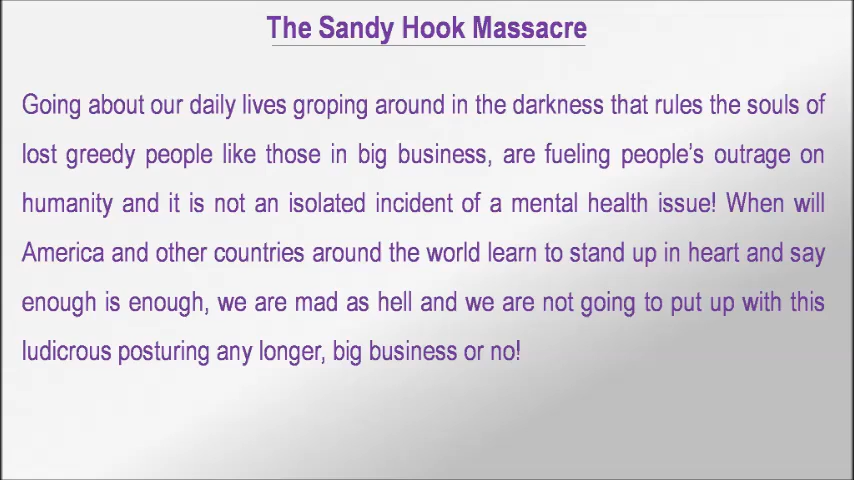 The Sandy Hook Massacre
Going about our daily lives groping around in the darkness that rules the souls of
lost greedy people like those in big business, are fueling people's outrage on
humanity and it is not an isolated incident of a mental health issue! When will
America and other countries around the world learn to stand up in heart and say
enough is enough, we are mad as hell and we are not going to put up with this
ludicrous posturing any longer, big business or no!